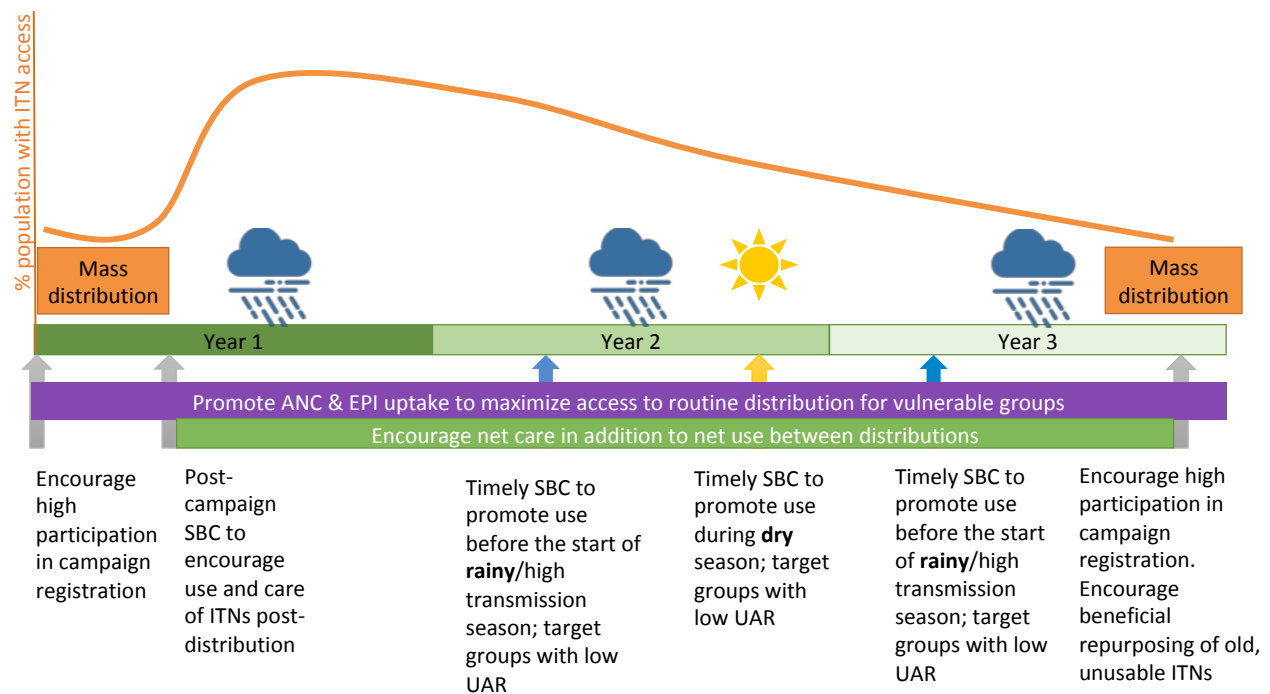 % population with ITN access
Mass
distribution
Mass
distribution
Year 1
Year 2
Year 3
Promote ANC & EPI uptake to maximize access to routine distribution for vulnerable groups
Encourage net care in addition to net use between distributions
Encourage
high
participation
in campaign
registration
Post-
campaign
SBC to
encourage
use and care
of ITNs post-
distribution
Timely SBC to
promote use
before the start of
rainy/high
transmission
season; target
groups with low
UAR
Timely SBC to
promote use
during dry
season; target
groups with
low UAR
Timely SBC to
promote use
before the start
of rainy/high
transmission
season; target
groups with low
UAR
Encourage high
participation in
campaign
registration.
Encourage
beneficial
repurposing of old,
unusable ITNs